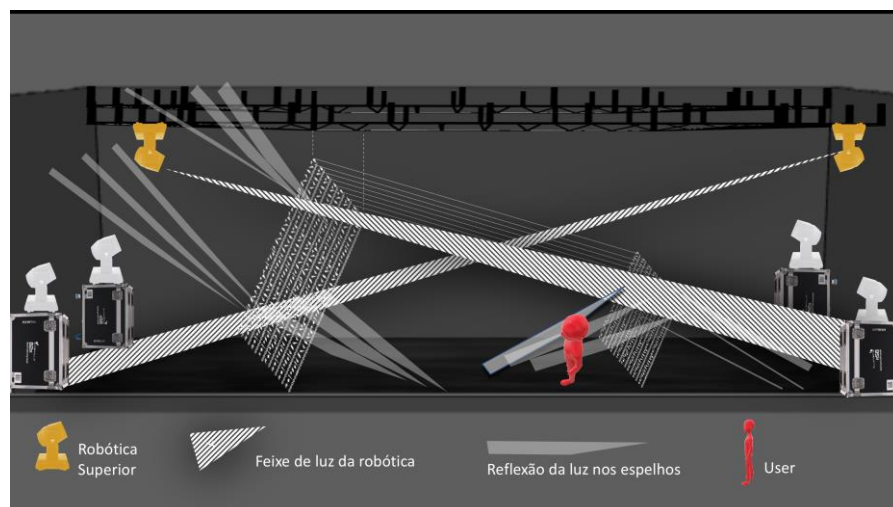 Robótica
Superior
Feixe de luz da robótica
Reflexão da luz nos espelhos
User